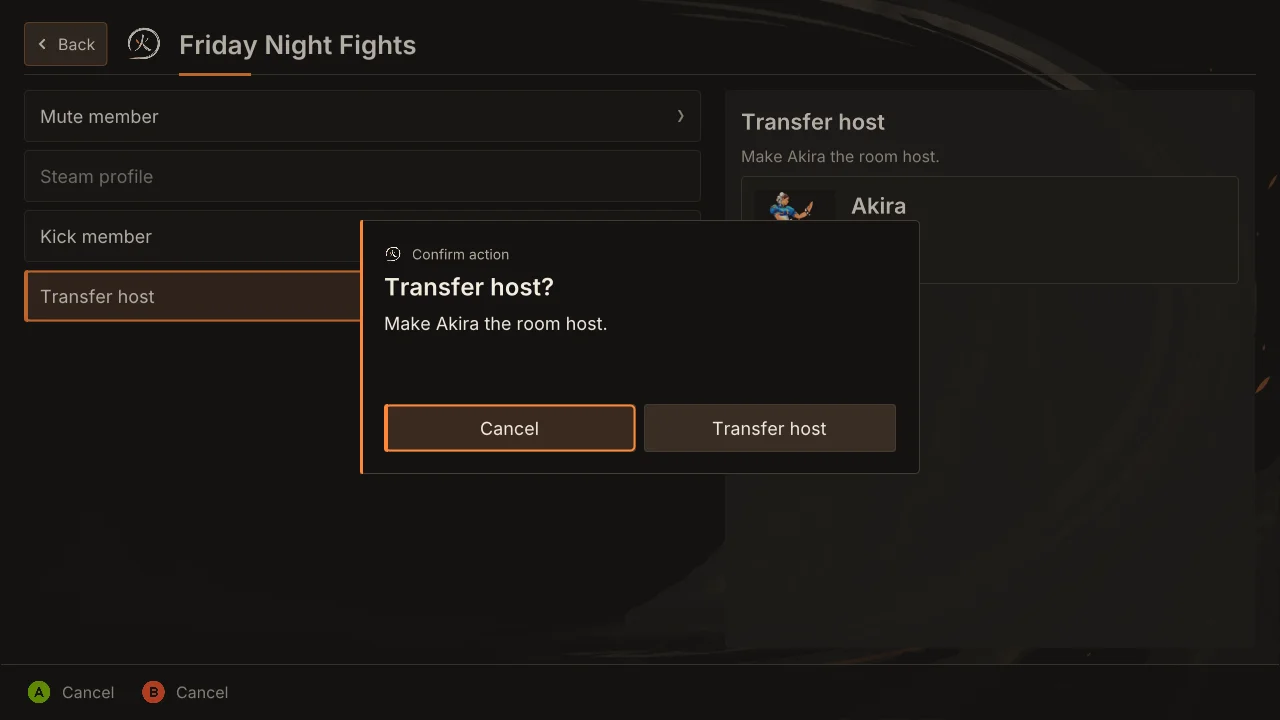 Back
火
Friday Night Fights
Mute member
Steam profile
Kick member
Transfer host
Transfer host
Make Akira the room host.
Akira
Confirm action
Transfer host?
Make Akira the room host.
Cancel
Transfer host
A Cancel
B Cancel